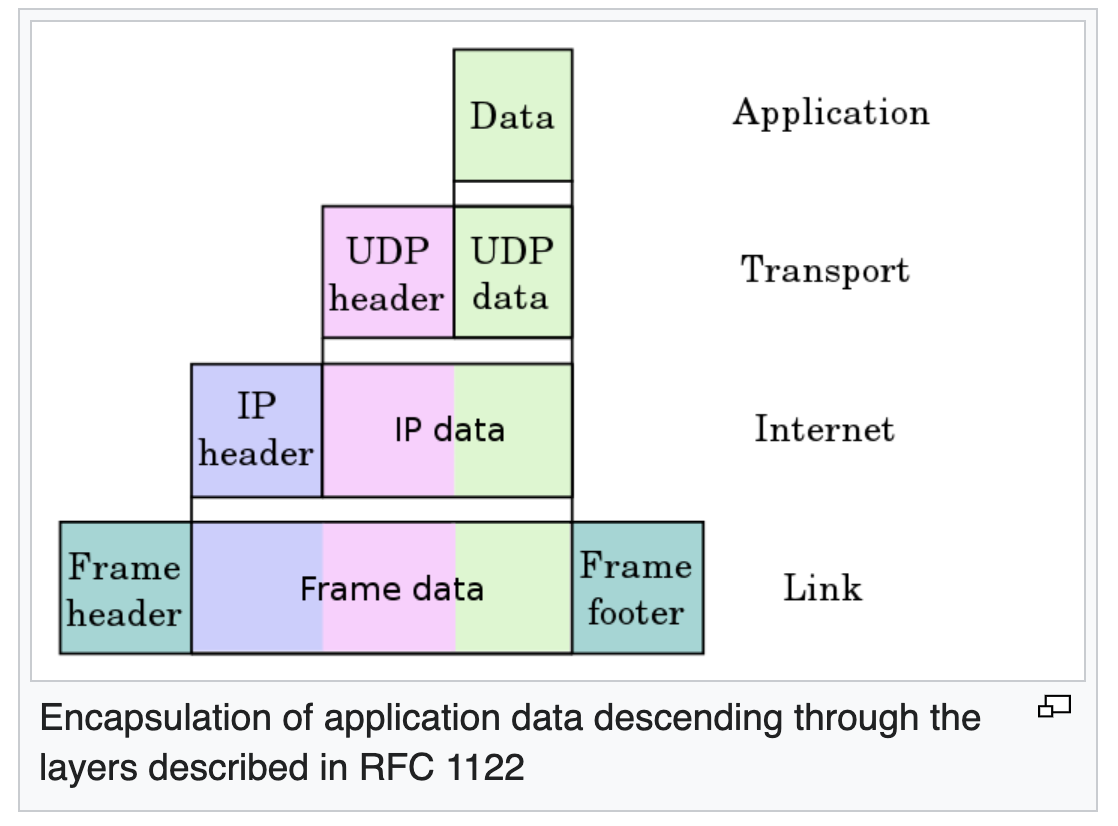 Data
Application
UDP
header
UDP
data
Transport
IP
header
IP data
Internet
Frame
header
Frame data
Frame
footer
Link
Encapsulation of application data descending through the
layers described in RFC 1122